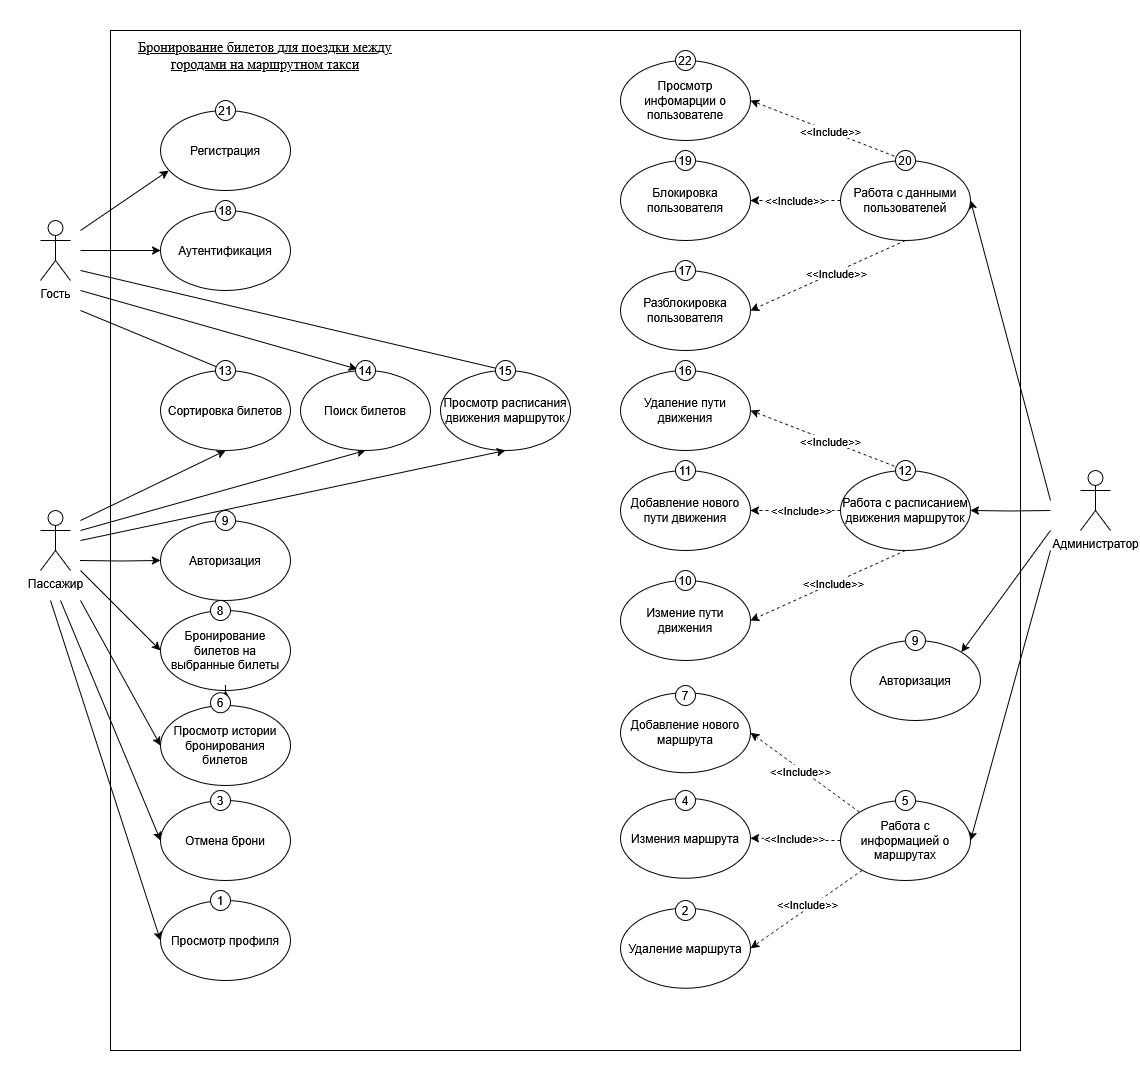 Бронирование билетов для поездки между
городами на маршрутном такси
21
Регистрация
18
Аутентификация
Гость
13
Сортировка билетов
14
Поиск билетов
15
Просмотр расписания
движения маршруток
Пассажир
9
Авторизация
8
Бронирование
билетов на
выбранные билеты
6
Просмотр истории
бронирования
билетов
3
Отмена брони
1
Просмотр профиля
22
Просмотр
инфомарции о
пользователе
<<Include>>
19
Блокировка
пользователя
<<Include>>
20
Работа с данными
пользователей
17
Разблокировка
пользователя
<<Include>>
16
Удаление пути
движения
<<Include>>
11
Добавление нового
пути движения
<<Include>>
12
Работа с расписанием
движения маршруток
10
Измение пути
движения
<<Include>>
Администратор
9
Авторизация
7
Добавление нового
маршрута
<<Include>>
4
Измения маршрута
<<Include>>
5
Работа с
информацией о
маршрутах
2
Удаление маршрута
<<Include>>